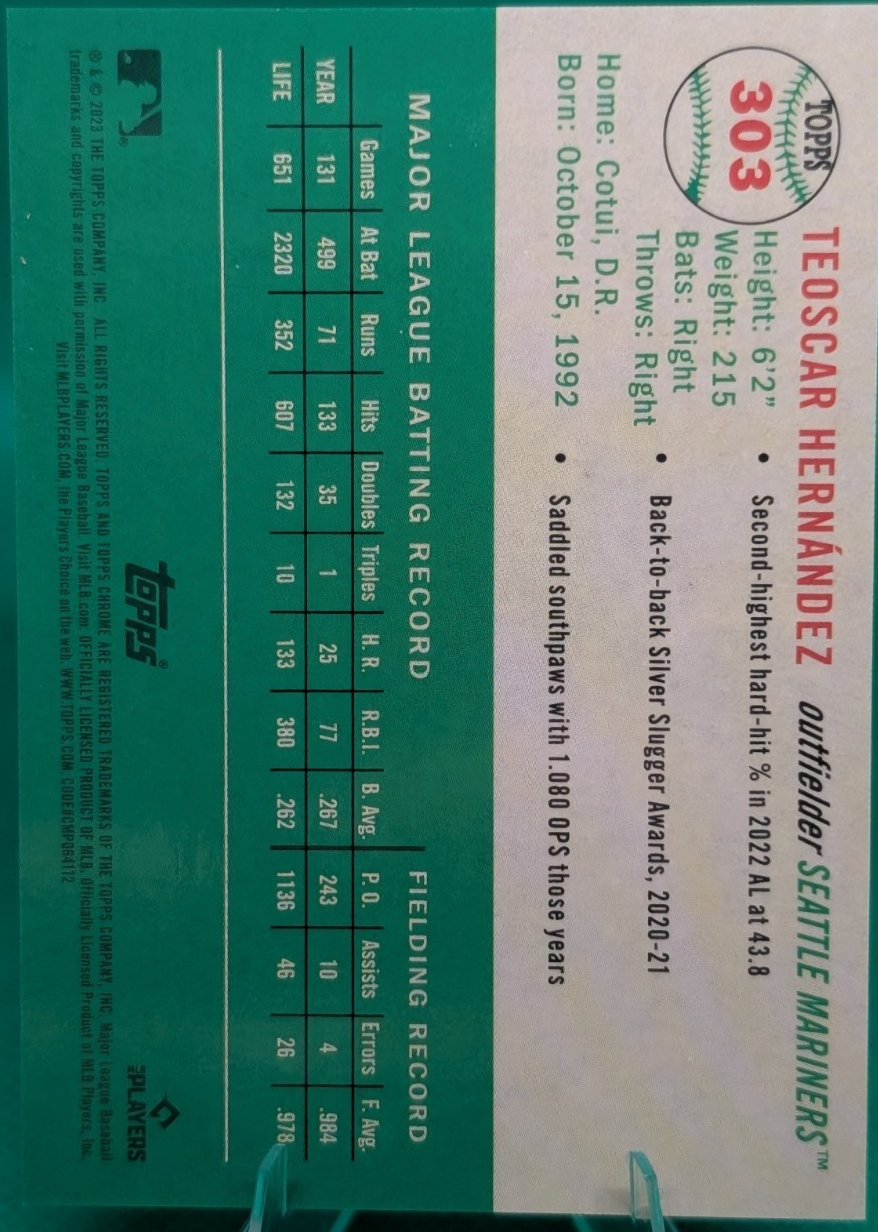 TOPPS
303
TEOSCAR HERNÁNDEZ outfielder SEATTLE MARINERS™
Height: 6'2"
Weight: 215
Bats: Right
Throws: Right
Home: Cotui, D.R.
Born: October 15, 1992
• Second-highest hard-hit % in 2022 AL at 43.8
• Back-to-back Silver Slugger Awards, 2020-21
• Saddled southpaws with 1.080 OPS those years
MAJOR LEAGUE BATTING RECORD FIELDING RECORD
Games At Bat Runs Hits Doubles Triples H. R. R.B.I. B. Avg. P. O. Assists Errors F. Avg.
YEAR 131 499 71 133 35 1 25 77 .267 243 10 4 .984
LIFE 651 2320 352 607 132 10 133 380 .262 1136 46 26 .978
topps®
MLB PLAYERS
® & © 2023 THE TOPPS COMPANY, INC. ALL RIGHTS RESERVED. TOPPS AND TOPPS CHROME ARE REGISTERED TRADEMARKS OF THE TOPPS COMPANY, INC. Major League Baseball
trademarks and copyrights are used with permission of Major League Baseball. Visit MLB.com. OFFICIALLY LICENSED PRODUCT OF MLB. Officially Licensed Product of MLB Players, Inc.
Visit MLBPLAYERS.COM, the Players Choice on the web. WWW.TOPPS.COM CODE#CMP064112